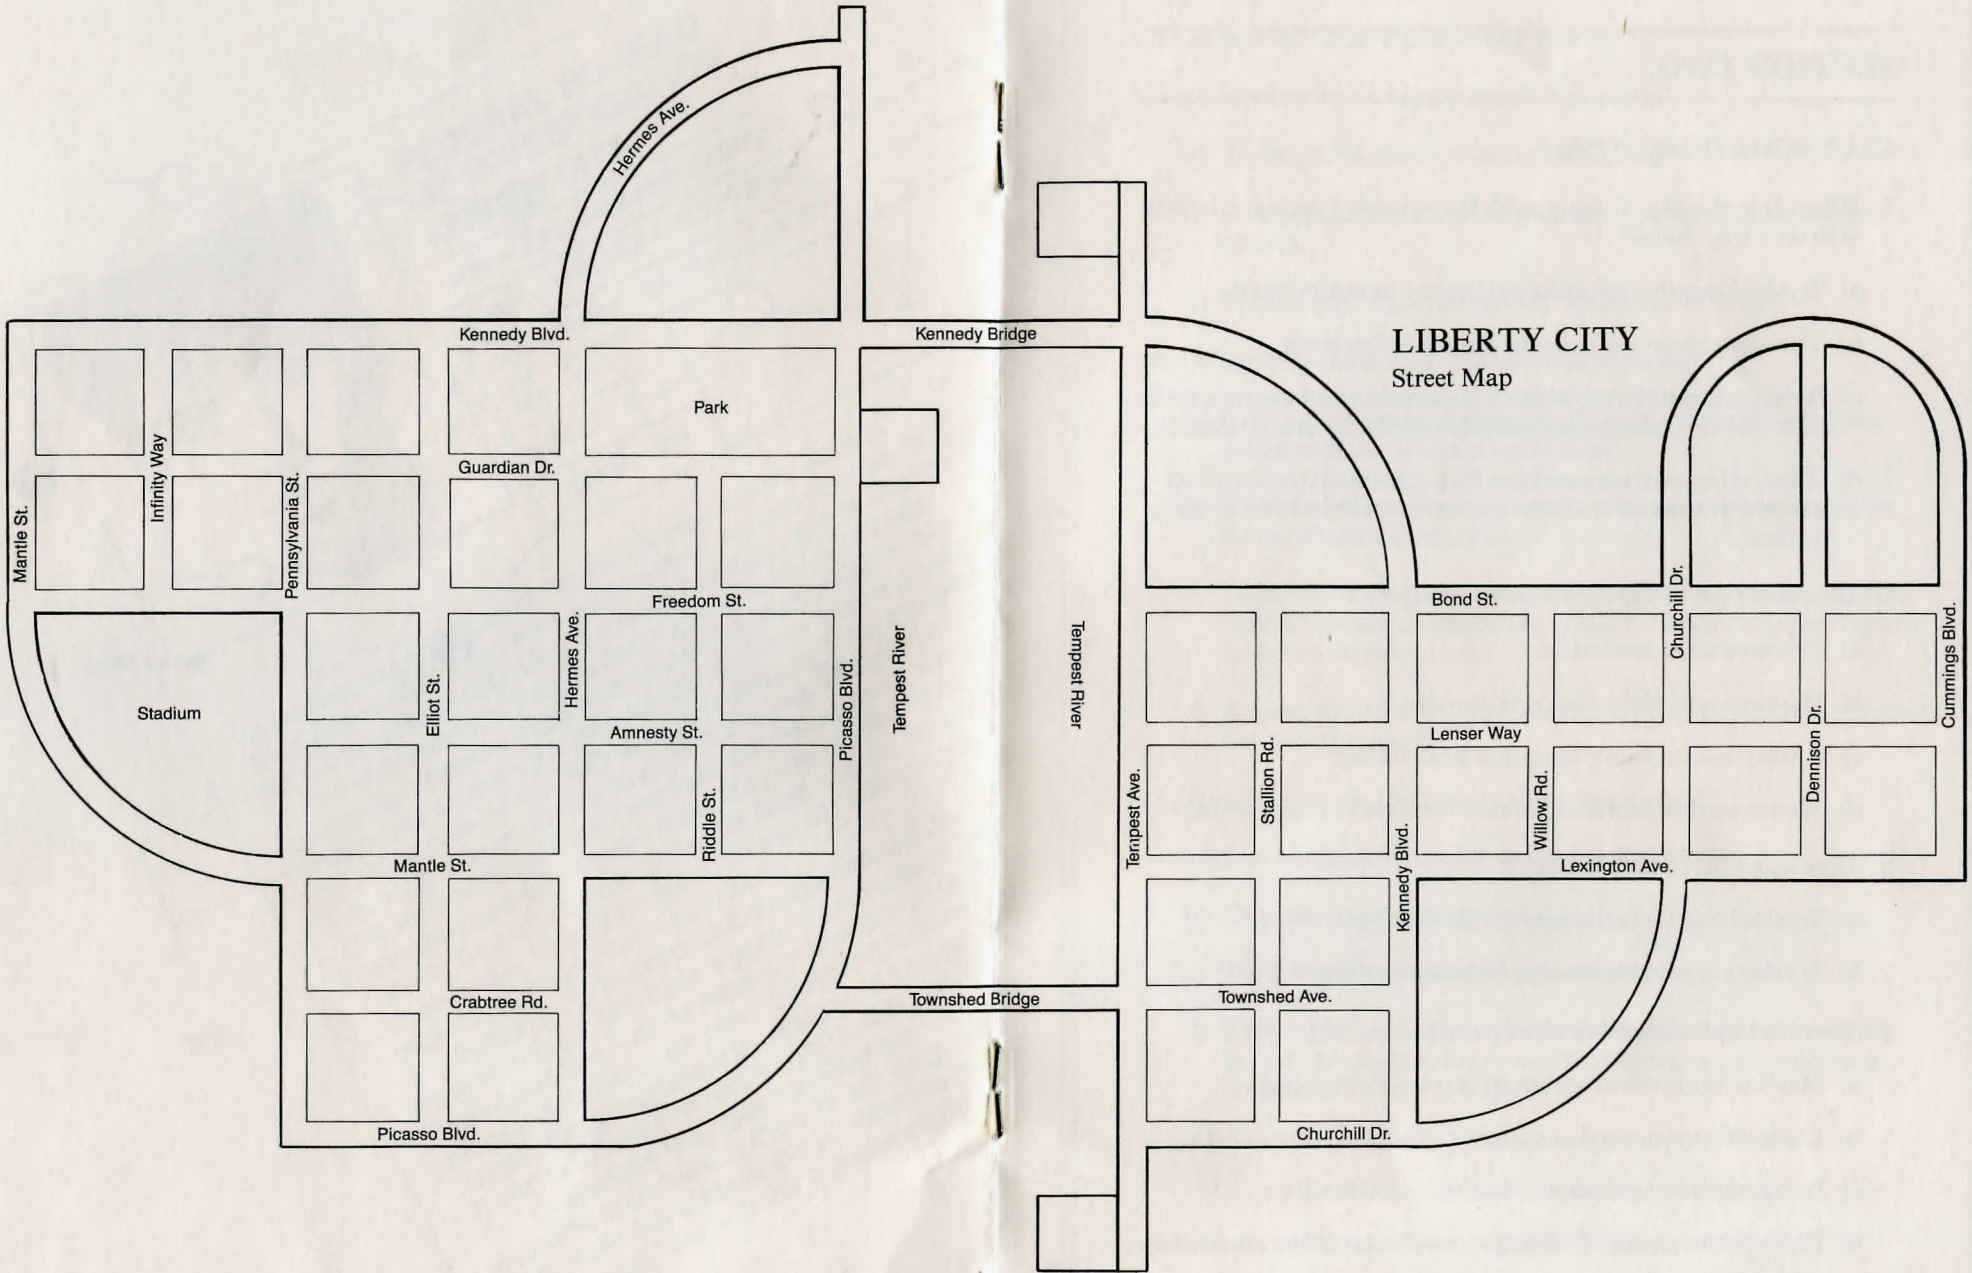 Hermes Ave.
Kennedy Blvd.
Kennedy Bridge
LIBERTY CITY
Street Map
Park
Infinity Way
Guardian Dr.
Mantle St.
Pennsylvania St.
Freedom St.
Bond St.
Churchill Dr.
Cummings Blvd.
Hermes Ave.
Elliot St.
Picasso Blvd.
Tempest River
Tempest River
Stadium
Amnesty St.
Lenser Way
Dennison Dr.
Stallion Rd.
Riddle St.
Tempest Ave.
Willow Rd.
Kennedy Blvd.
Mantle St.
Lexington Ave.
Crabtree Rd.
Townshed Bridge
Townshed Ave.
Picasso Blvd.
Churchill Dr.